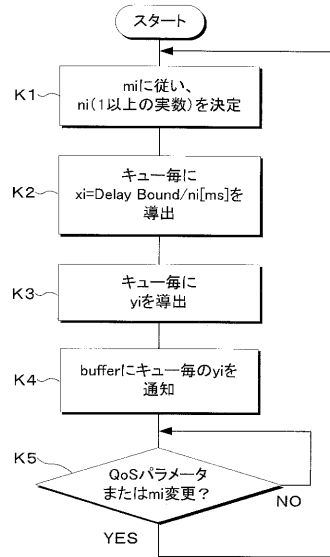 スタート
K1
miに従い、
ni(1以上の実数)を決定
K2
キュー毎に
xi=Delay Bound/ni[ms]を
導出
K3
キュー毎に
yiを導出
K4
bufferにキュー毎のyiを
通知
K5
QoSパラメータ
またはmi変更?
NO
YES